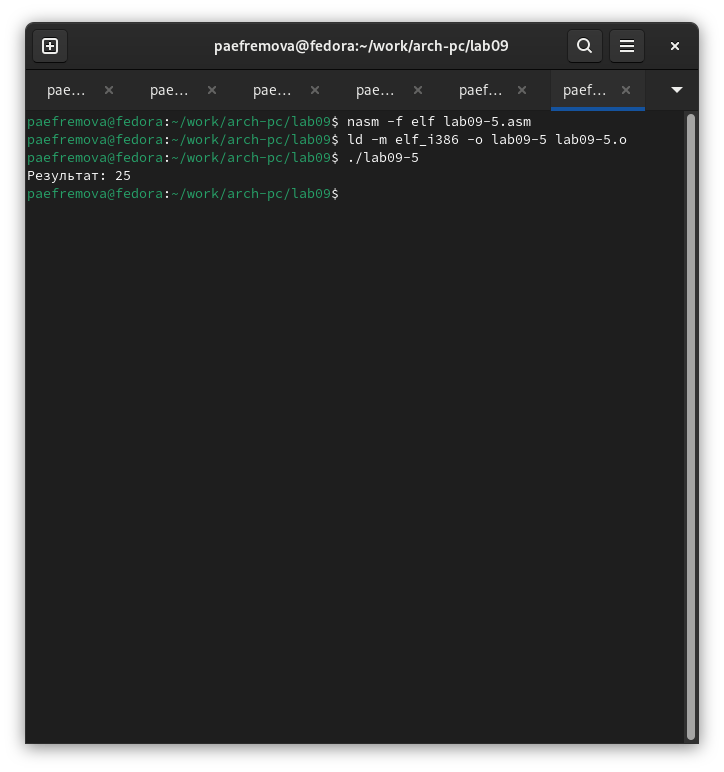 paefremova@fedora:~/work/arch-pc/lab09
pae… pae… pae… pae… paef… paef…
paefremova@fedora:~/work/arch-pc/lab09$ nasm -f elf lab09-5.asm
paefremova@fedora:~/work/arch-pc/lab09$ ld -m elf_i386 -o lab09-5 lab09-5.o
paefremova@fedora:~/work/arch-pc/lab09$ ./lab09-5
Результат: 25
paefremova@fedora:~/work/arch-pc/lab09$